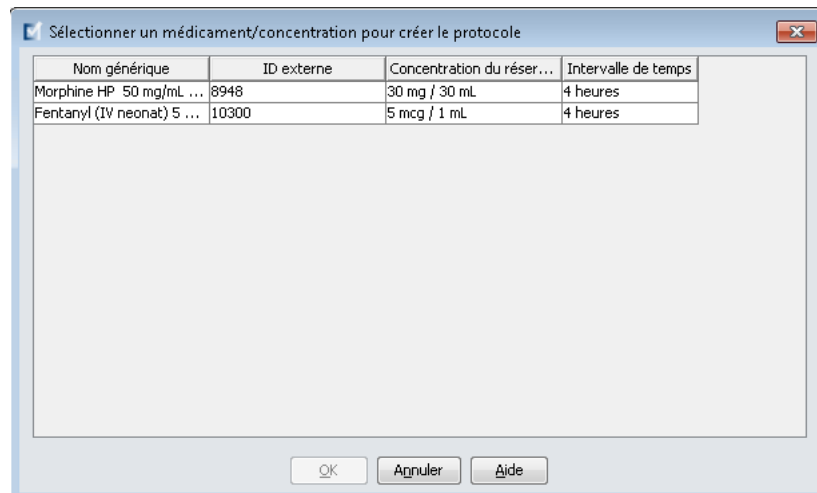 Sélectionner un médicament/concentration pour créer le protocole
Nom générique ID externe Concentration du réser... Intervalle de temps
Morphine HP 50 mg/mL ... 8948 30 mg / 30 mL 4 heures
Fentanyl (IV neonat) 5 ... 10300 5 mcg / 1 mL 4 heures
OK Annuler Aide